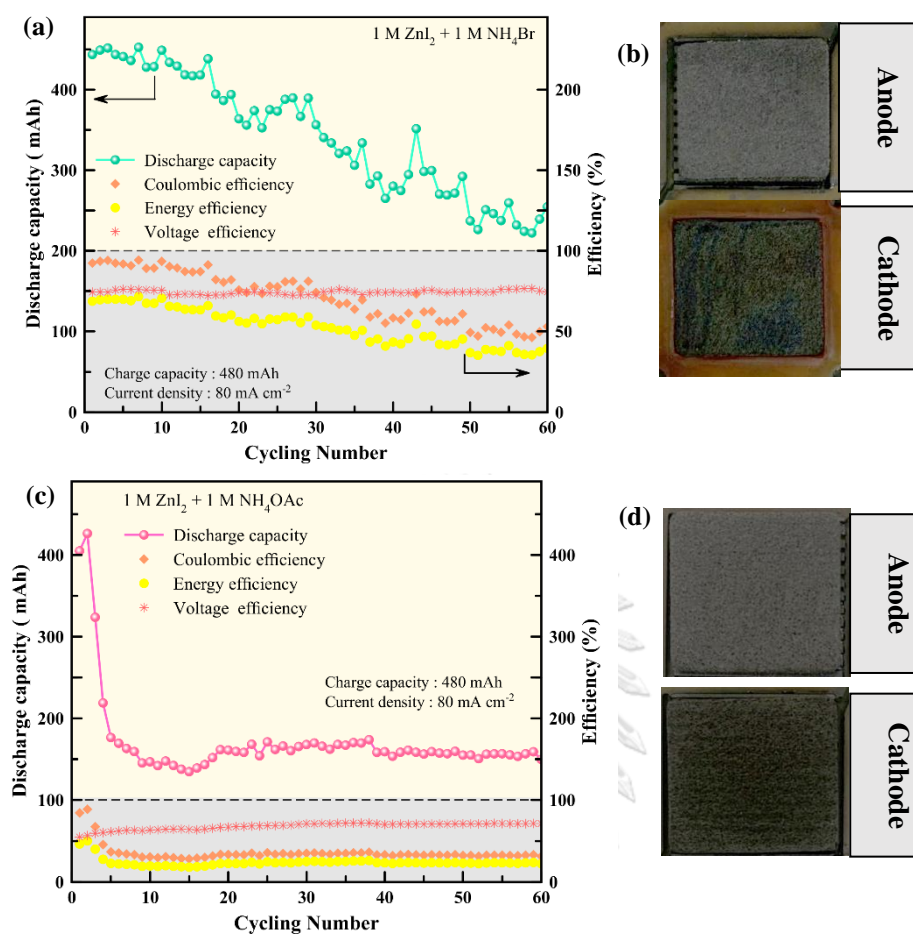 (a)
1 M ZnI₂ + 1 M NH₄Br
Discharge capacity
Coulombic efficiency
Energy efficiency
Voltage efficiency
Charge capacity : 480 mAh
Current density : 80 mA cm⁻²
Discharge capacity ( mAh)
400
300
200
100
0
Efficiency (%)
200
150
100
50
0
0 10 20 30 40 50 60
Cycling Number
(b)
Anode
Cathode
(c)
1 M ZnI₂ + 1 M NH₄OAc
Discharge capacity
Coulombic efficiency
Energy efficiency
Voltage efficiency
Charge capacity : 480 mAh
Current density : 80 mA cm⁻²
Discharge capacity ( mAh)
400
300
200
100
0
Efficiency (%)
400
300
200
100
0
0 10 20 30 40 50 60
Cycling Number
(d)
Anode
Cathode